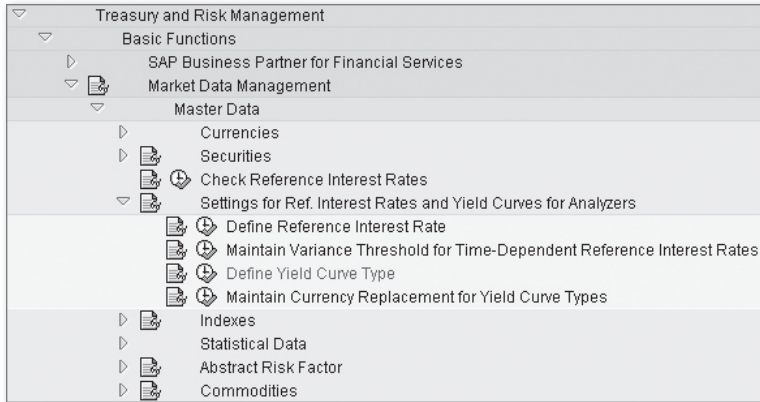 Treasury and Risk Management
Basic Functions
SAP Business Partner for Financial Services
Market Data Management
Master Data
Currencies
Securities
Check Reference Interest Rates
Settings for Ref. Interest Rates and Yield Curves for Analyzers
Define Reference Interest Rate
Maintain Variance Threshold for Time-Dependent Reference Interest Rates
Define Yield Curve Type
Maintain Currency Replacement for Yield Curve Types
Indexes
Statistical Data
Abstract Risk Factor
Commodities